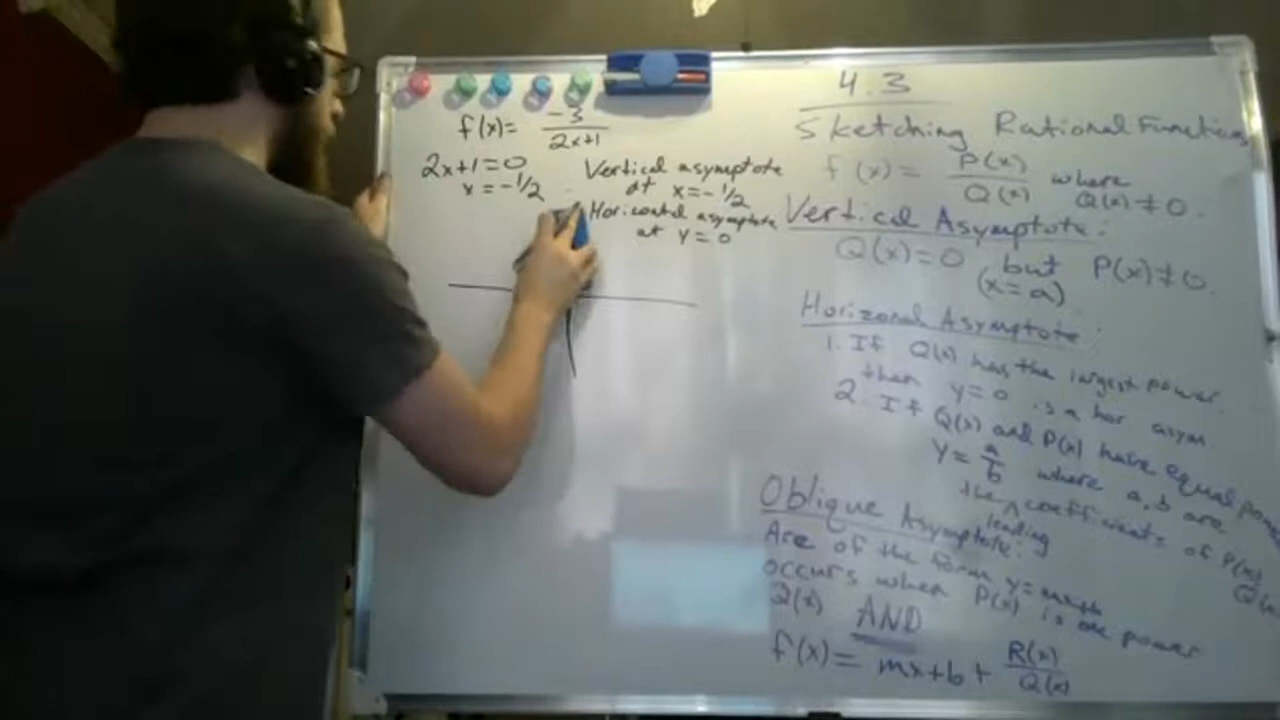 f(x) = -3 / 2x+1
2x+1=0
x = -1/2
Vertical asymptote
at x = -1/2
Horizontal asymptote
at y = 0
4.3
Sketching Rational Functions
f(x) = P(x) / Q(x) where Q(x) ≠ 0.
Vertical Asymptote:
Q(x) = 0 but P(x) ≠ 0.
(x = a)
Horizonal Asymptote:
1. If Q(x) has the largest power.
then y = 0 is a hor asym.
2. If Q(x) and P(x) have equal power
y = a/b where a, b are
the leading coefficients of P(x)
Q(x)
Oblique Asymptote:
Are of the form y = mx+b
occurs when P(x) is one power
Q(x) AND
f(x) = mx+b + R(x) / Q(x)